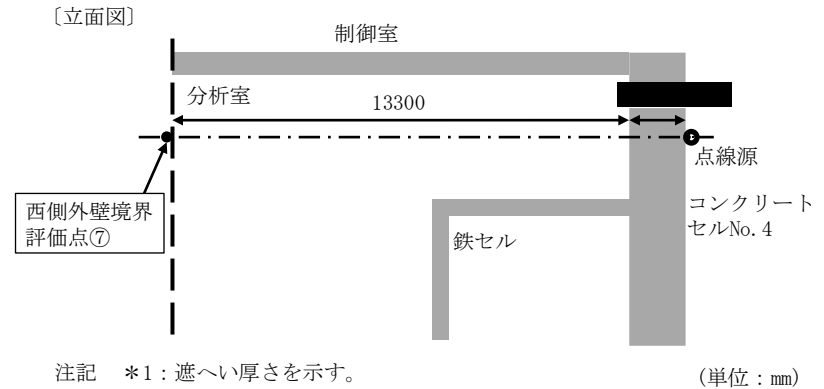 〔立面図〕
制御室
分析室
13300
点線源
西側外壁境界
評価点⑦
コンクリート
セルNo.4
鉄セル
注記 *1:遮へい厚さを示す。
(単位:mm)